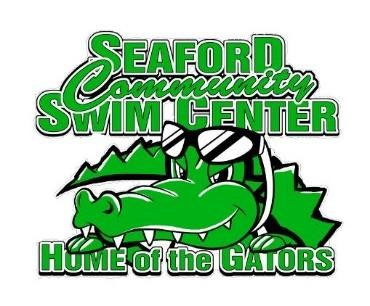 SEAFORD
Community
SWIM CENTER
HOME of the GATORS